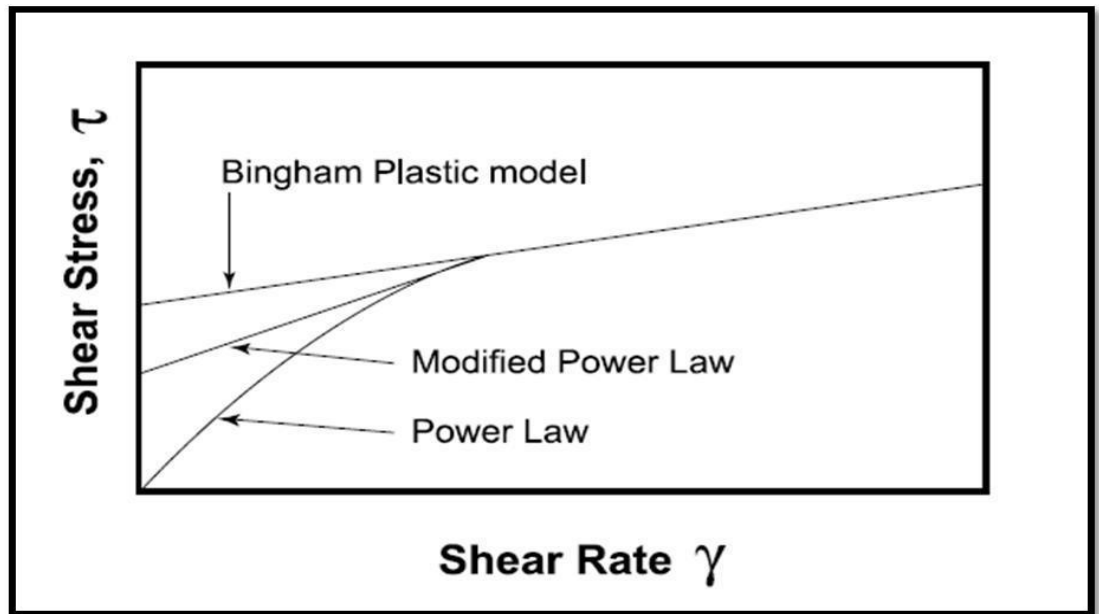 Shear Stress, τ
Bingham Plastic model
Modified Power Law
Power Law
Shear Rate γ